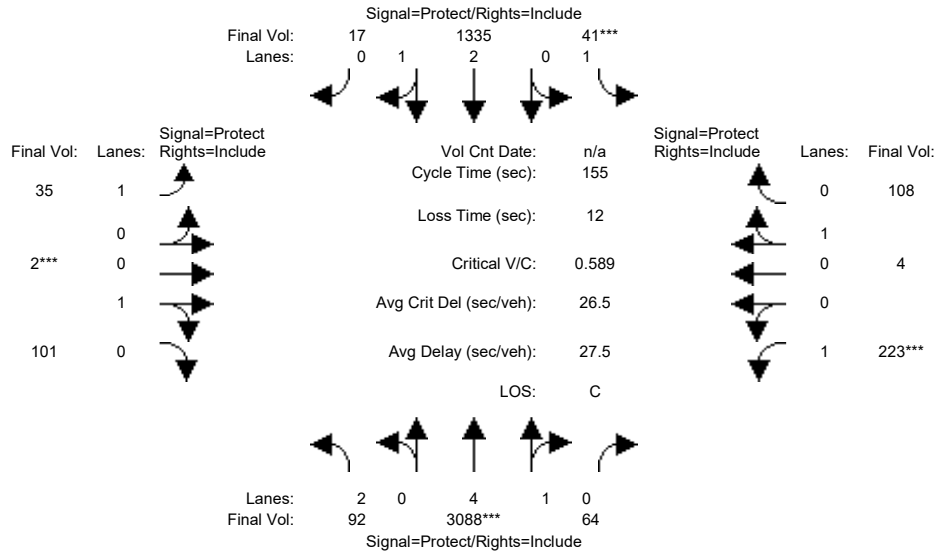 Signal=Protect/Rights=Include
Final Vol: 17 1335 41***
Lanes: 0 1 2 0 1
Signal=Protect
Final Vol: Lanes: Rights=Include
Vol Cnt Date: n/a
Signal=Protect
Rights=Include Lanes: Final Vol:
Cycle Time (sec): 155
35 1
0 108
Loss Time (sec): 12
0
1
2*** 0
Critical V/C: 0.589
0 4
1
Avg Crit Del (sec/veh): 26.5
0
101 0
Avg Delay (sec/veh): 27.5
1 223***
LOS: C
Lanes: 2 0 4 1 0
Final Vol: 92 3088*** 64
Signal=Protect/Rights=Include